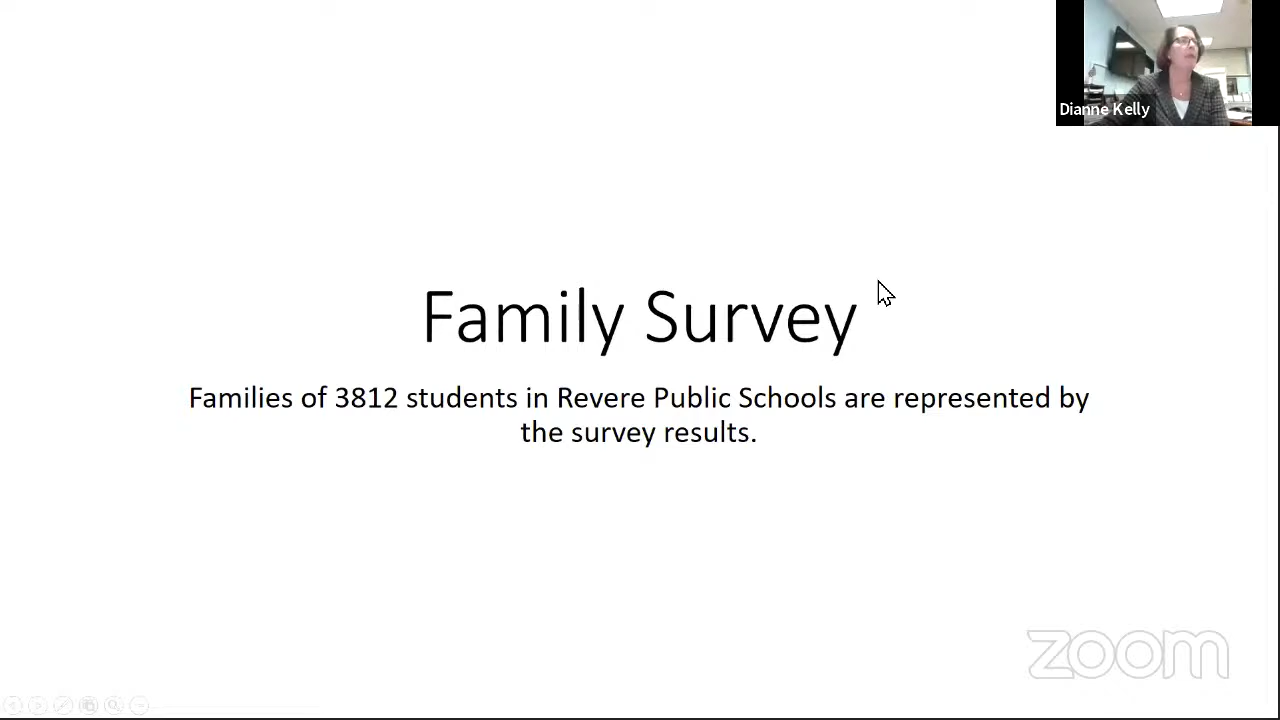 Dianne Kelly
Family Survey
Families of 3812 students in Revere Public Schools are represented by
the survey results.
zoom